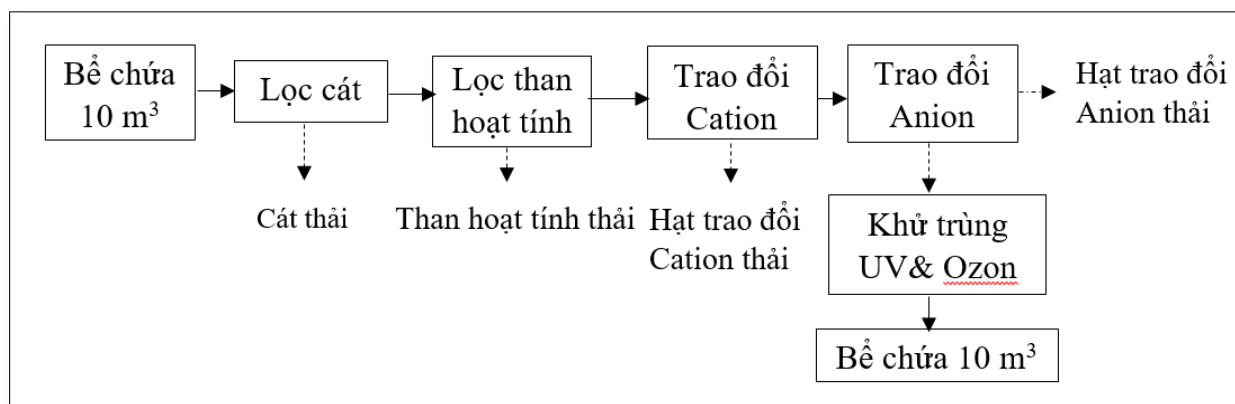 Bể chứa
10 m³
Lọc cát
Lọc than
hoạt tính
Trao đổi
Cation
Trao đổi
Anion
Hạt trao đổi
Anion thải
Cát thải
Than hoạt tính thải
Hạt trao đổi
Cation thải
Khử trùng
UV& Ozon
Bể chứa 10 m³